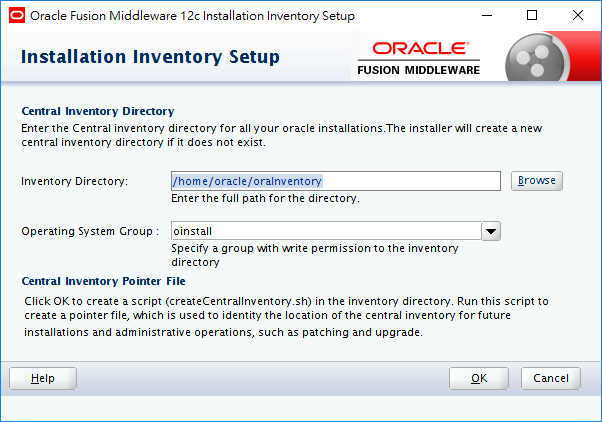 Oracle Fusion Middleware 12c Installation Inventory Setup
Installation Inventory Setup
ORACLE
FUSION MIDDLEWARE
Central Inventory Directory
Enter the Central inventory directory for all your oracle installations.The installer will create a new
central inventory directory if it does not exist.
Inventory Directory:
/home/oracle/oraInventory
Browse
Enter the full path for the directory.
Operating System Group :
oinstall
Specify a group with write permission to the inventory
directory
Central Inventory Pointer File
Click OK to create a script (createCentralInventory.sh) in the inventory directory. Run this script to
create a pointer file, which is used to identity the location of the central inventory for future
installations and administrative operations, such as patching and upgrade.
Help
OK
Cancel